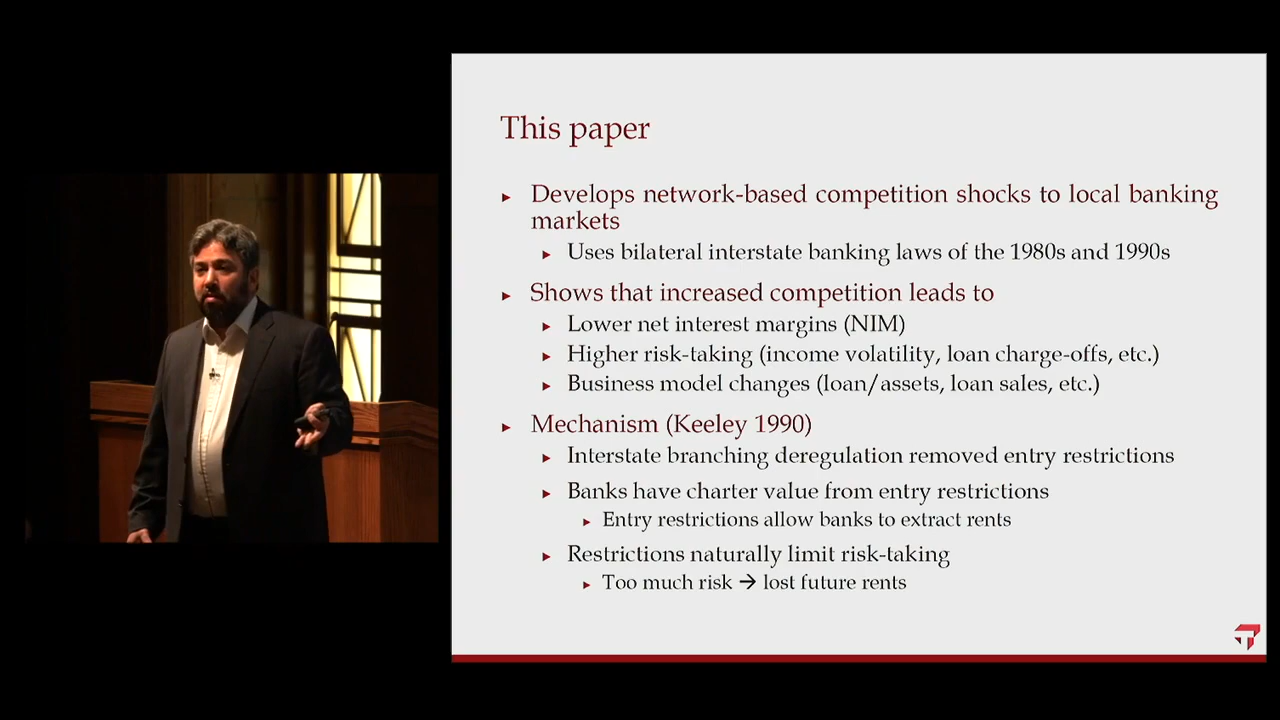 This paper
Develops network-based competition shocks to local banking
markets
Uses bilateral interstate banking laws of the 1980s and 1990s
Shows that increased competition leads to
Lower net interest margins (NIM)
Higher risk-taking (income volatility, loan charge-offs, etc.)
Business model changes (loan/assets, loan sales, etc.)
Mechanism (Keeley 1990)
Interstate branching deregulation removed entry restrictions
Banks have charter value from entry restrictions
Entry restrictions allow banks to extract rents
Restrictions naturally limit risk-taking
Too much risk → lost future rents